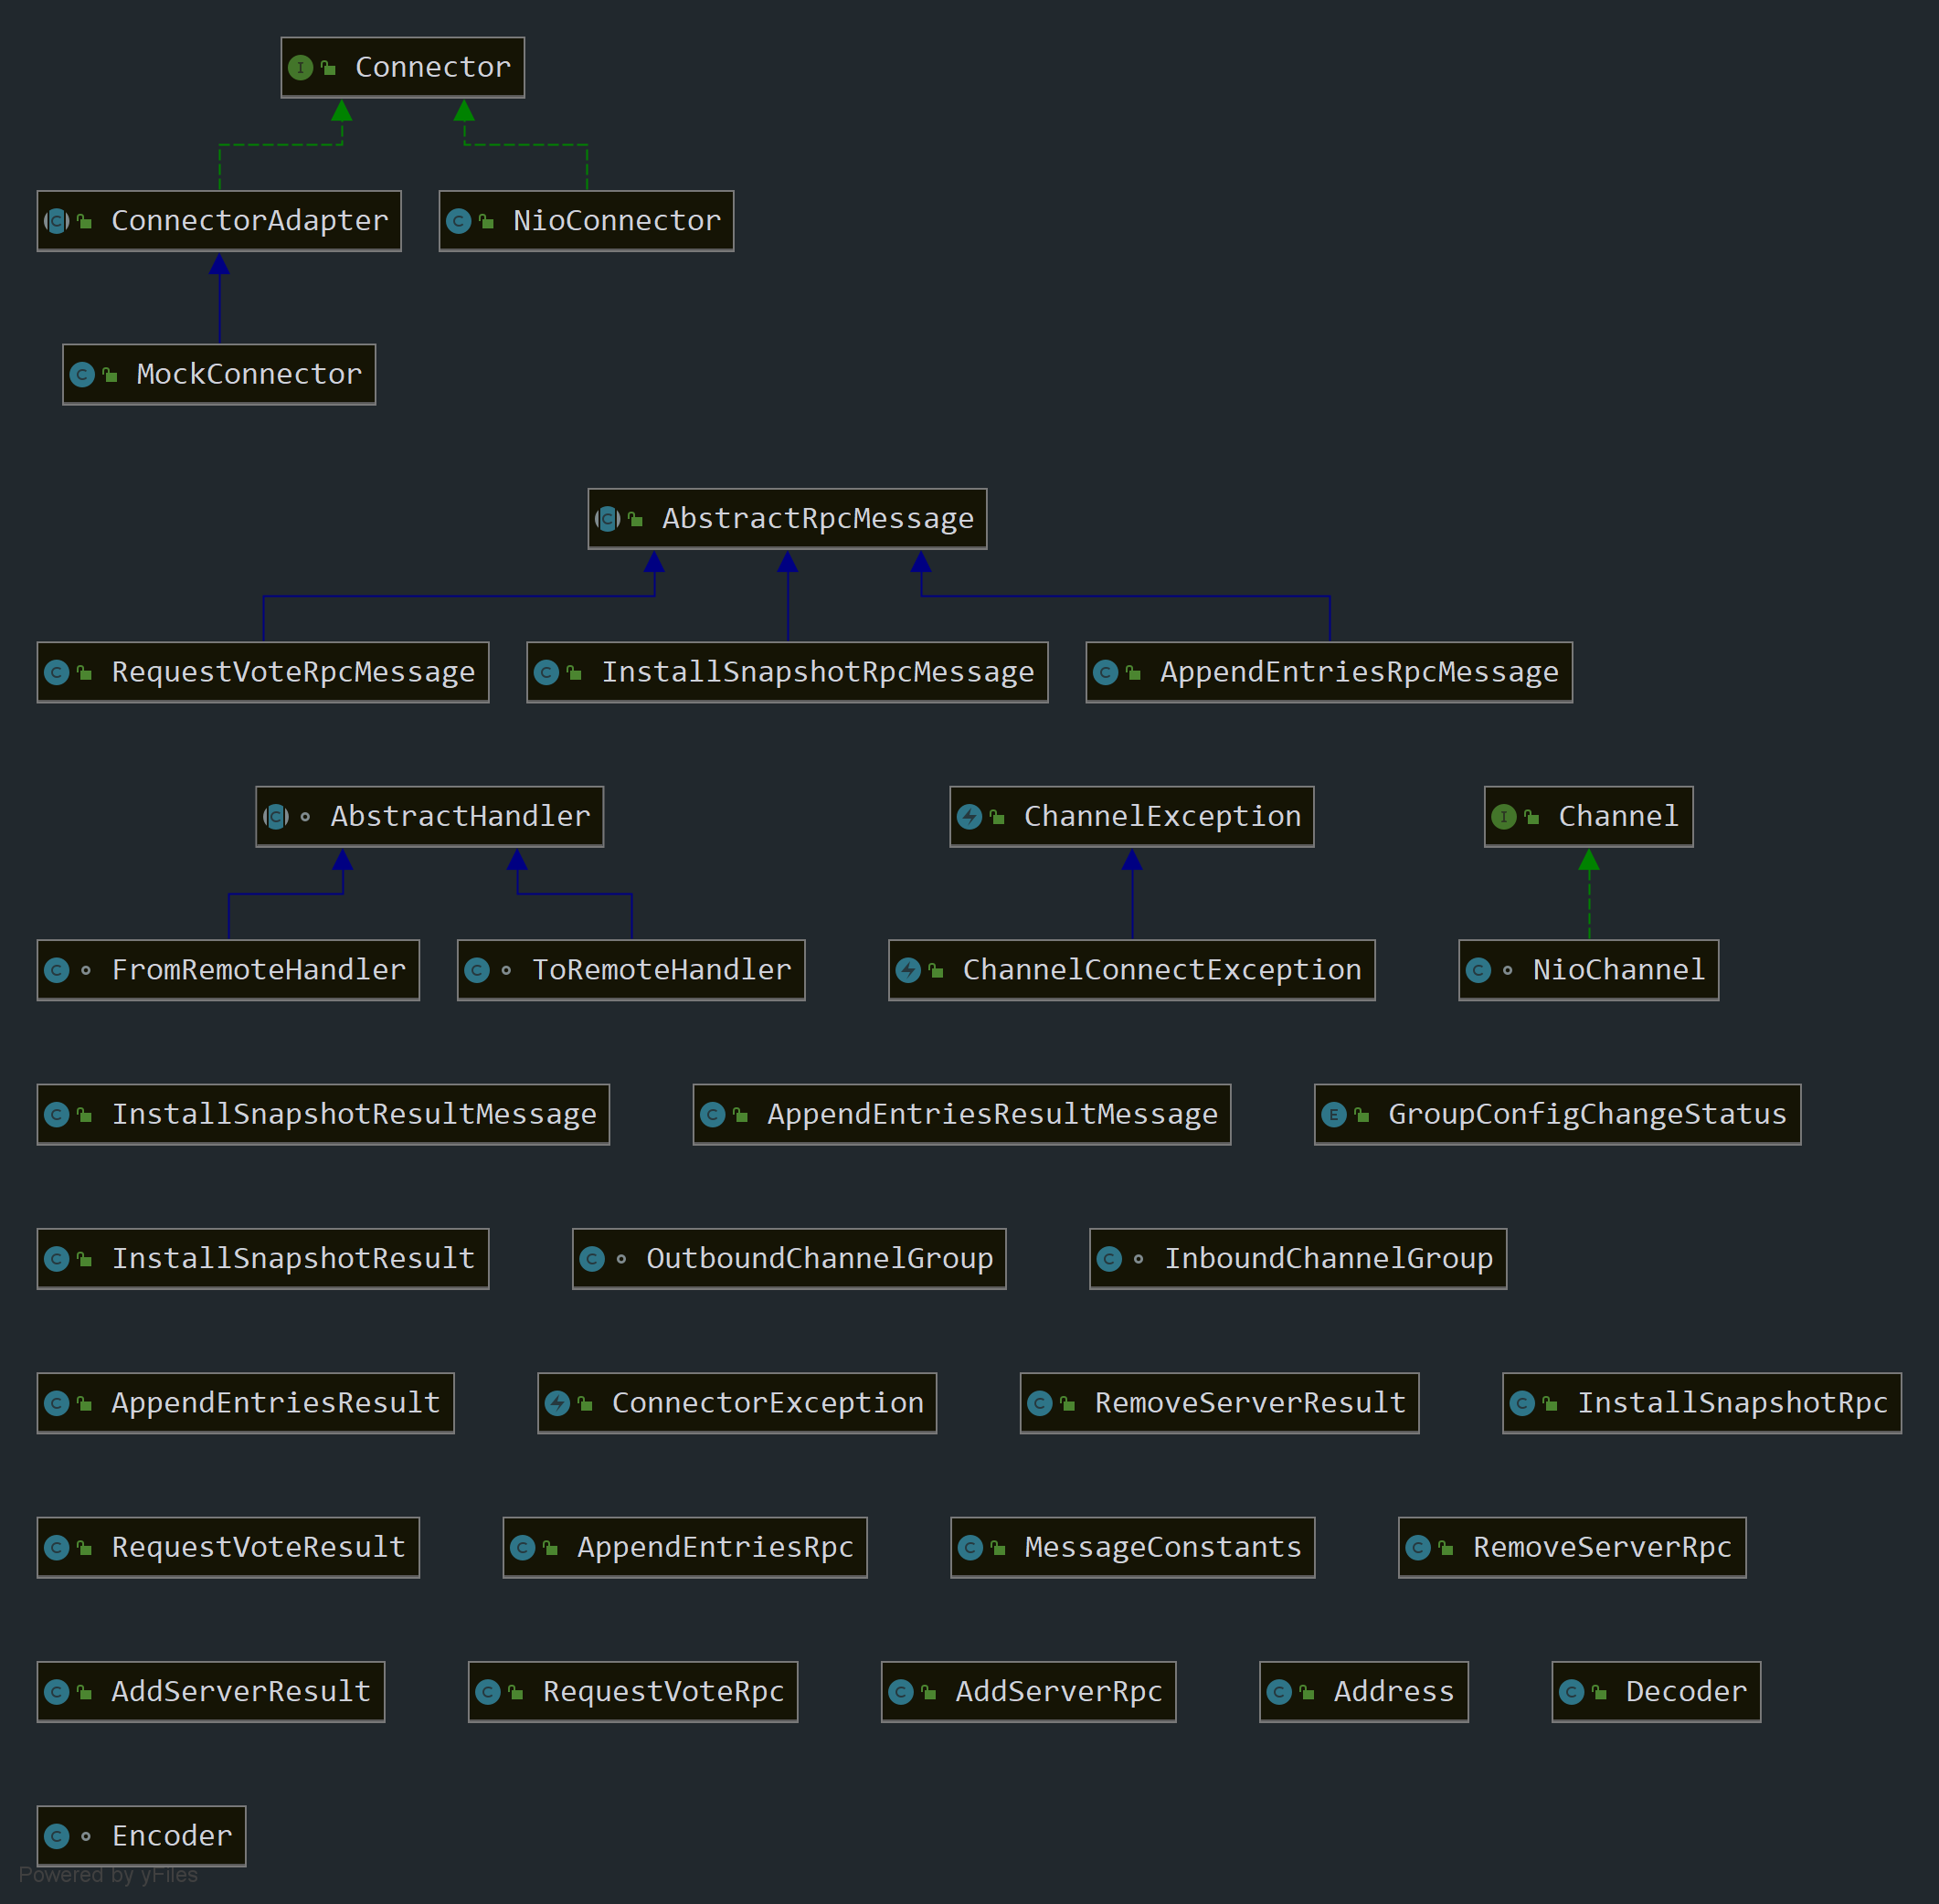 Connector
ConnectorAdapter
NioConnector
MockConnector
AbstractRpcMessage
RequestVoteRpcMessage
InstallSnapshotRpcMessage
AppendEntriesRpcMessage
AbstractHandler
ChannelException
Channel
FromRemoteHandler
ToRemoteHandler
ChannelConnectException
NioChannel
InstallSnapshotResultMessage
AppendEntriesResultMessage
GroupConfigChangeStatus
InstallSnapshotResult
OutboundChannelGroup
InboundChannelGroup
AppendEntriesResult
ConnectorException
RemoveServerResult
InstallSnapshotRpc
RequestVoteResult
AppendEntriesRpc
MessageConstants
RemoveServerRpc
AddServerResult
RequestVoteRpc
AddServerRpc
Address
Decoder
Encoder
Powered by yFiles